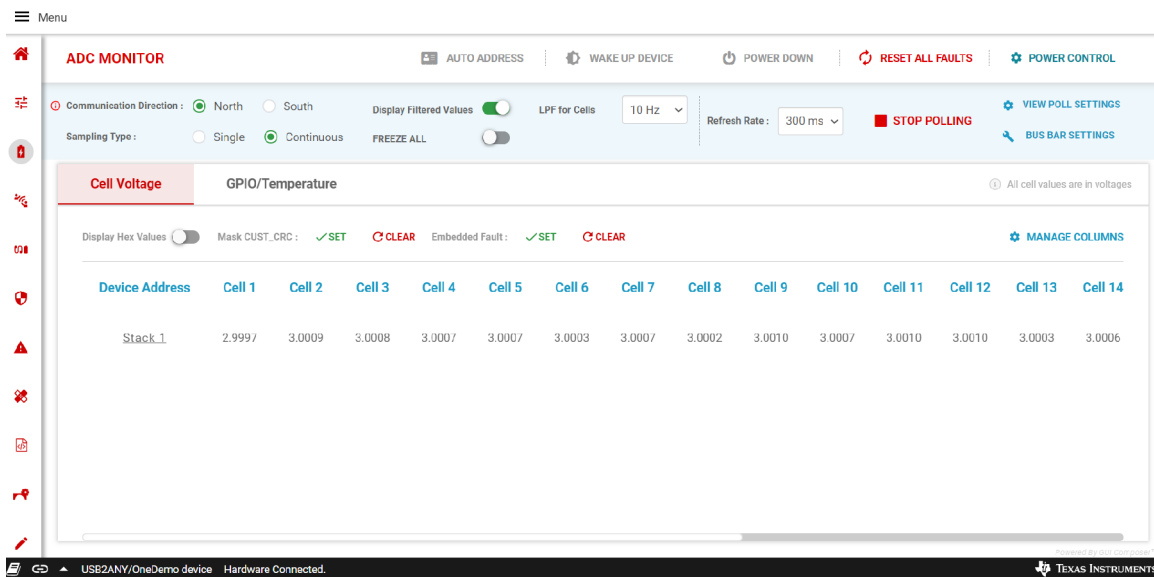 Menu
ADC MONITOR
AUTO ADDRESS
WAKE UP DEVICE
POWER DOWN
RESET ALL FAULTS
POWER CONTROL
Communication Direction : North South
Display Filtered Values
LPF for Cells 10 Hz
Refresh Rate : 300 ms
STOP POLLING
VIEW POLL SETTINGS
Sampling Type : Single Continuous
FREEZE ALL
BUS BAR SETTINGS
Cell Voltage
GPIO/Temperature
All cell values are in voltages
Display Hex Values
Mask CUST_CRC : SET CLEAR
Embedded Fault : SET CLEAR
MANAGE COLUMNS
Device Address Cell 1 Cell 2 Cell 3 Cell 4 Cell 5 Cell 6 Cell 7 Cell 8 Cell 9 Cell 10 Cell 11 Cell 12 Cell 13 Cell 14
Stack 1 2.9997 3.0009 3.0008 3.0007 3.0007 3.0003 3.0007 3.0002 3.0010 3.0007 3.0010 3.0010 3.0003 3.0006
Powered By GUI Composer™
USB2ANY/OneDemo device Hardware Connected.
TEXAS INSTRUMENTS